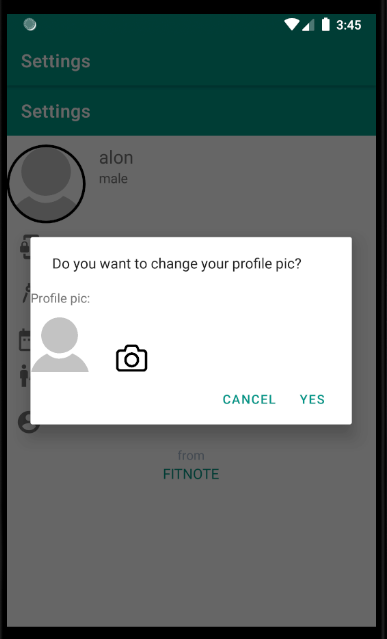 3:45
Settings
Settings
alon
male
Do you want to change your profile pic?
Profile pic:
CANCEL YES
from
FITNOTE